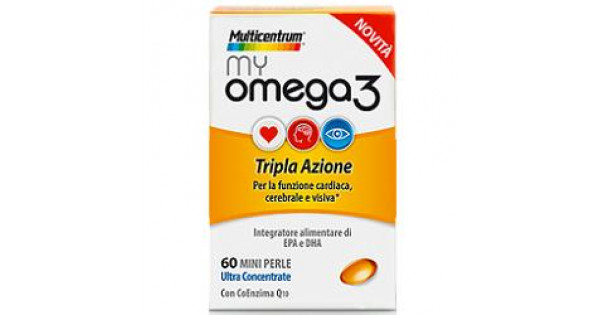 Multicentrum®
NOVITÀ
my
omega3
Tripla Azione
Per la funzione cardiaca,
cerebrale e visiva*
Integratore alimentare di
EPA e DHA
60 MINI PERLE
Ultra Concentrate
Con CoEnzima Q10